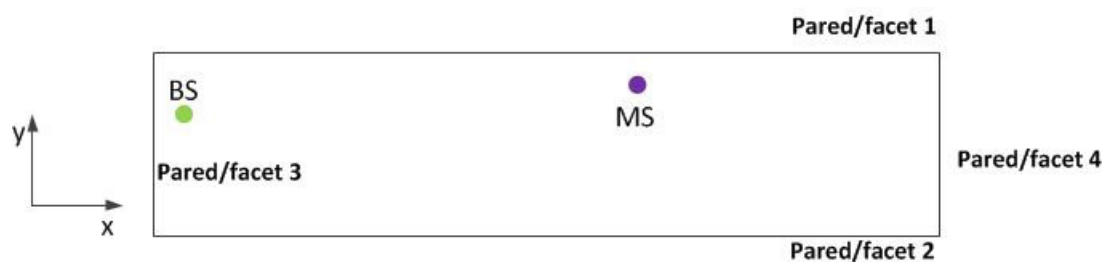 Pared/facet 1
BS
MS
y
Pared/facet 3
Pared/facet 4
x
Pared/facet 2